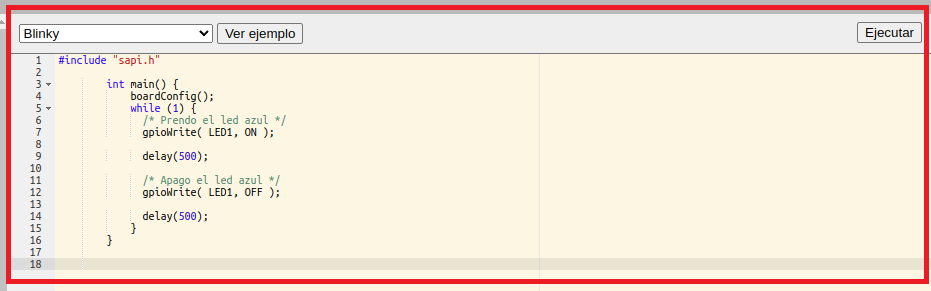 Blinky Ver ejemplo Ejecutar
1 #include "sapi.h"
2
3 int main() {
4 boardConfig();
5 while (1) {
6 /* Prendo el led azul */
7 gpioWrite( LED1, ON );
8
9 delay(500);
10
11 /* Apago el led azul */
12 gpioWrite( LED1, OFF );
13
14 delay(500);
15 }
16 }
17
18